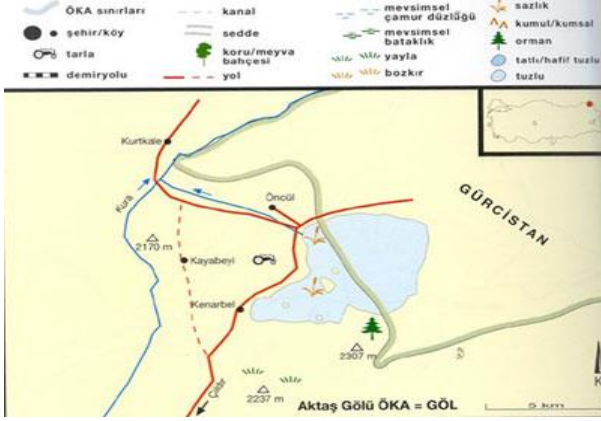 ÖKA sınırları
şehir/köy
tarla
demiryolu
kanal
sedde
koru/meyva
bahçesi
yol
mevsimsel
çamur düzlüğü
mevsimsel
bataklık
yayla
bozkır
sazlık
kumul/kumsal
orman
tatlı/hafif tuzlu
tuzlu
Kurtkale
Kura
Öncül
GÜRCİSTAN
2170 m
Kayabeyi
Kenarbel
2307 m
2237 m
Çıldır
Aktaş Gölü ÖKA = GÖL
5 km
K